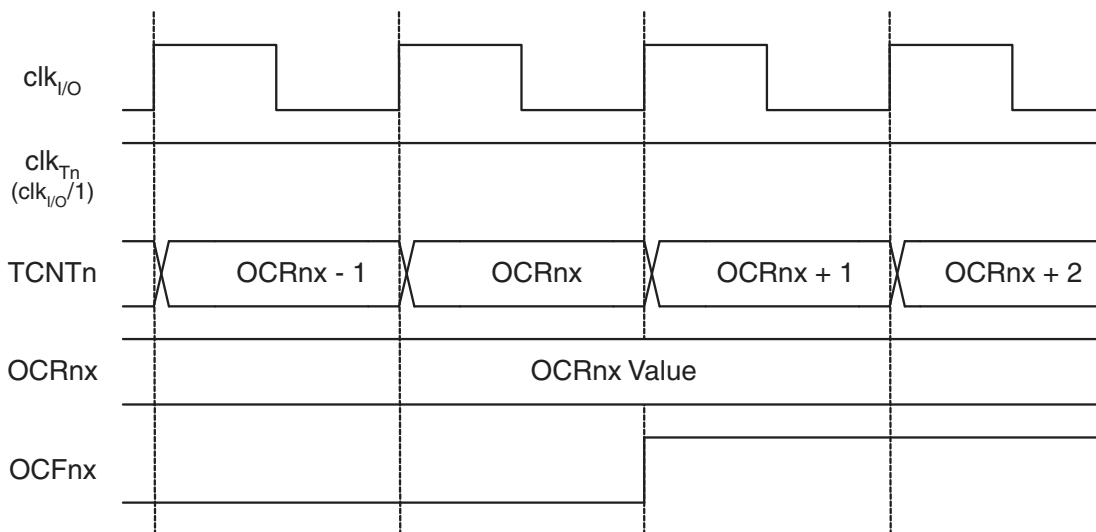 clkI/O
clkTn
(clkI/O/1)
TCNTn
OCRnx - 1
OCRnx
OCRnx + 1
OCRnx + 2
OCRnx
OCRnx Value
OCFnx